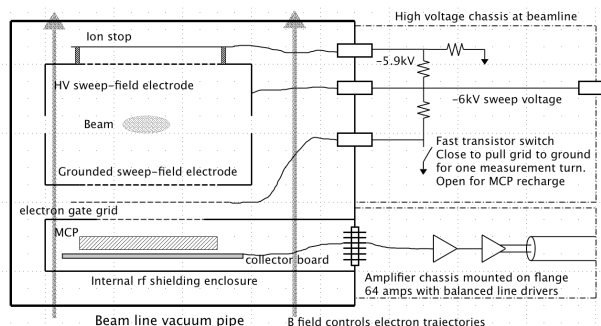 High voltage chassis at beamline
Ion stop
-5.9kV
HV sweep-field electrode
-6kV sweep voltage
Beam
Fast transistor switch
Close to pull grid to ground
for one measurement turn.
Open for MCP recharge
Grounded sweep-field electrode
electron gate grid
MCP
collector board
Internal rf shielding enclosure
Amplifier chassis mounted on flange
64 amps with balanced line drivers
Beam line vacuum pipe
B field controls electron trajectories